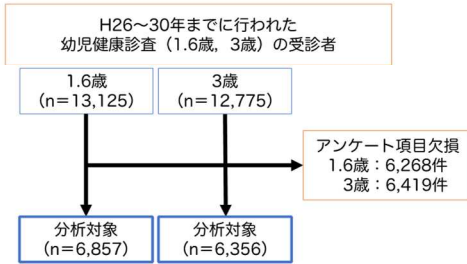 H26～30年までに行われた
幼児健康診査（1.6歳，3歳）の受診者
1.6歳
（n＝13,125）
3歳
（n＝12,775）
アンケート項目欠損
1.6歳：6,268件
3歳：6,419件
分析対象
（n＝6,857）
分析対象
（n＝6,356）